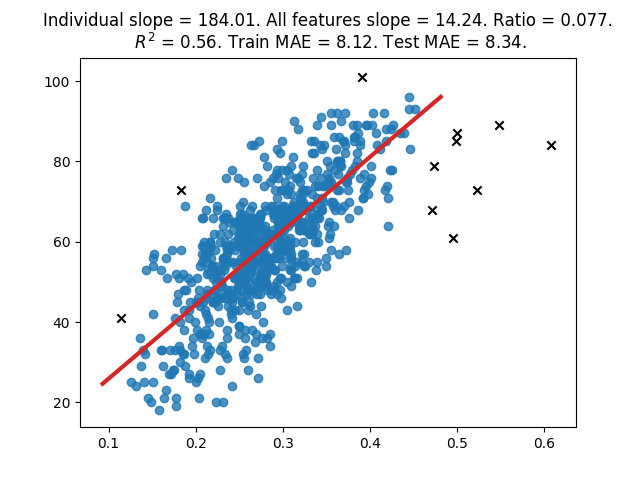 Individual slope = 184.01. All features slope = 14.24. Ratio = 0.077.
R² = 0.56. Train MAE = 8.12. Test MAE = 8.34.
100
80
60
40
20
0.1 0.2 0.3 0.4 0.5 0.6